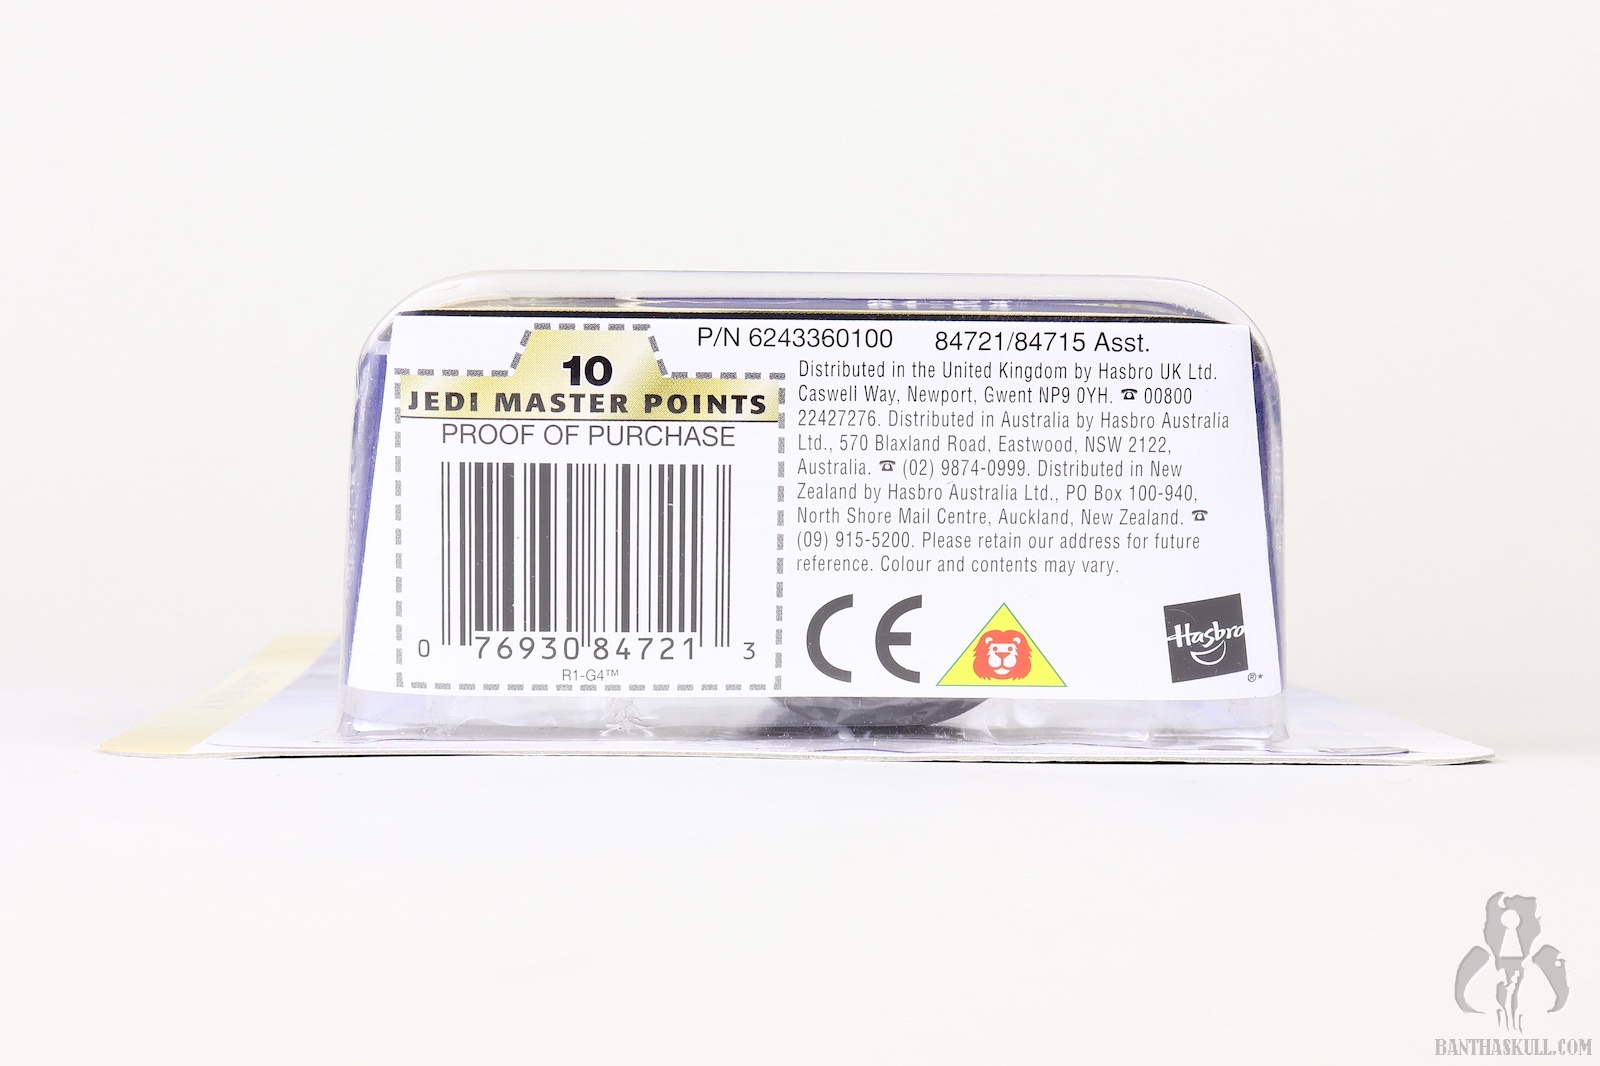 10
JEDI MASTER POINTS
PROOF OF PURCHASE
0 76930 84721 3
R1-G4™
P/N 6243360100 84721/84715 Asst.
Distributed in the United Kingdom by Hasbro UK Ltd.
Caswell Way, Newport, Gwent NP9 0YH. ☎ 00800
22427276. Distributed in Australia by Hasbro Australia
Ltd., 570 Blaxland Road, Eastwood, NSW 2122,
Australia. ☎ (02) 9874-0999. Distributed in New
Zealand by Hasbro Australia Ltd., PO Box 100-940,
North Shore Mail Centre, Auckland, New Zealand. ☎
(09) 915-5200. Please retain our address for future
reference. Colour and contents may vary.
CE
Hasbro
®*
BANTHASKULL.COM